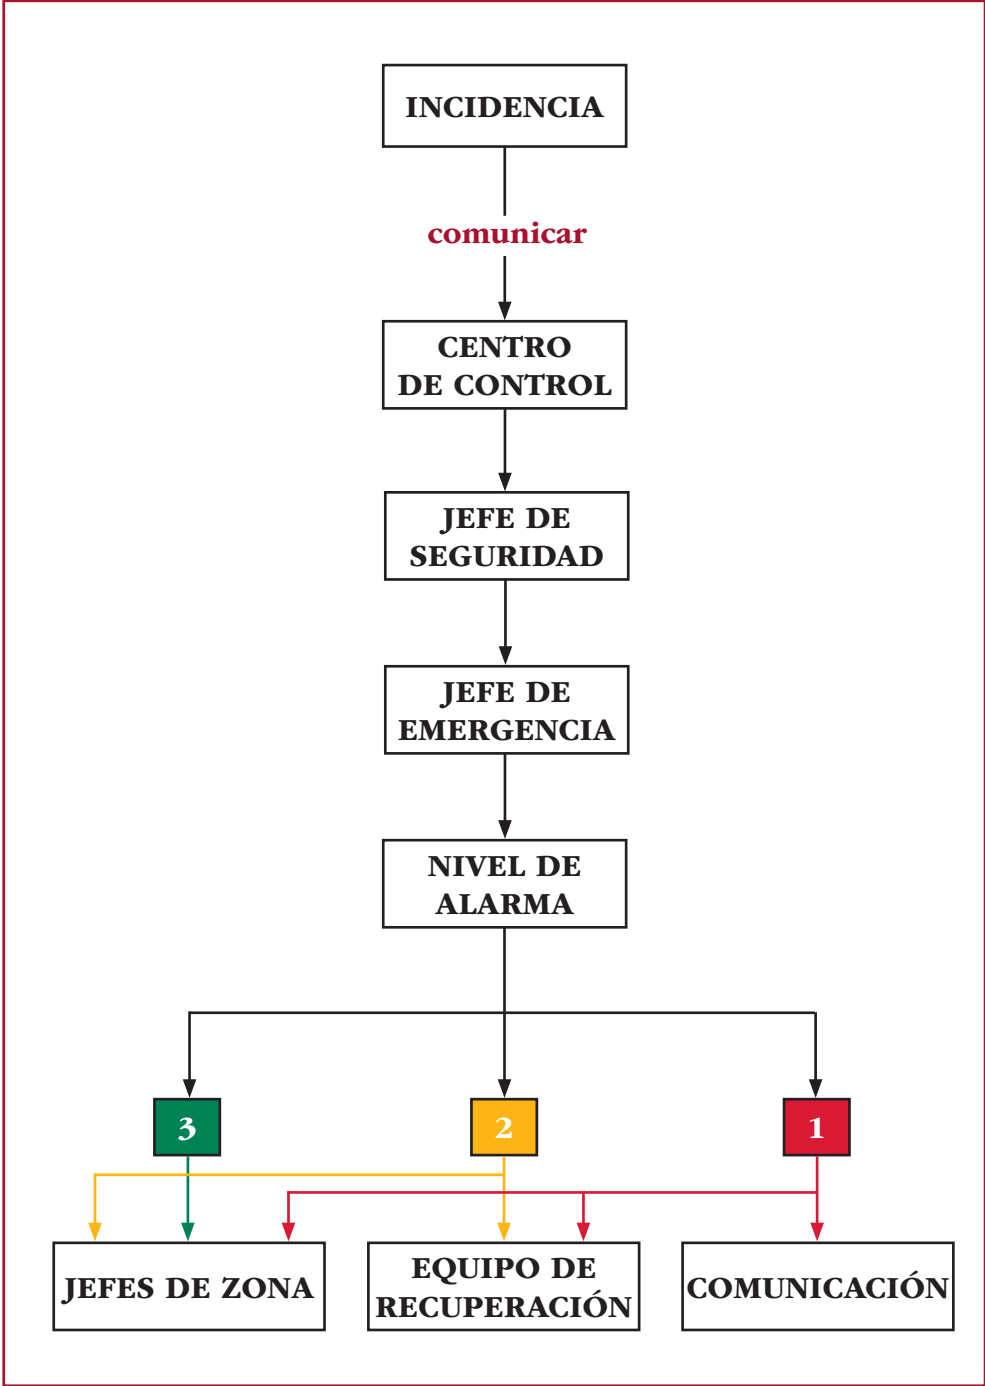 INCIDENCIA
comunicar
CENTRO
DE CONTROL
JEFE DE
SEGURIDAD
JEFE DE
EMERGENCIA
NIVEL DE
ALARMA
3
2
1
JEFES DE ZONA
EQUIPO DE
RECUPERACIÓN
COMUNICACIÓN